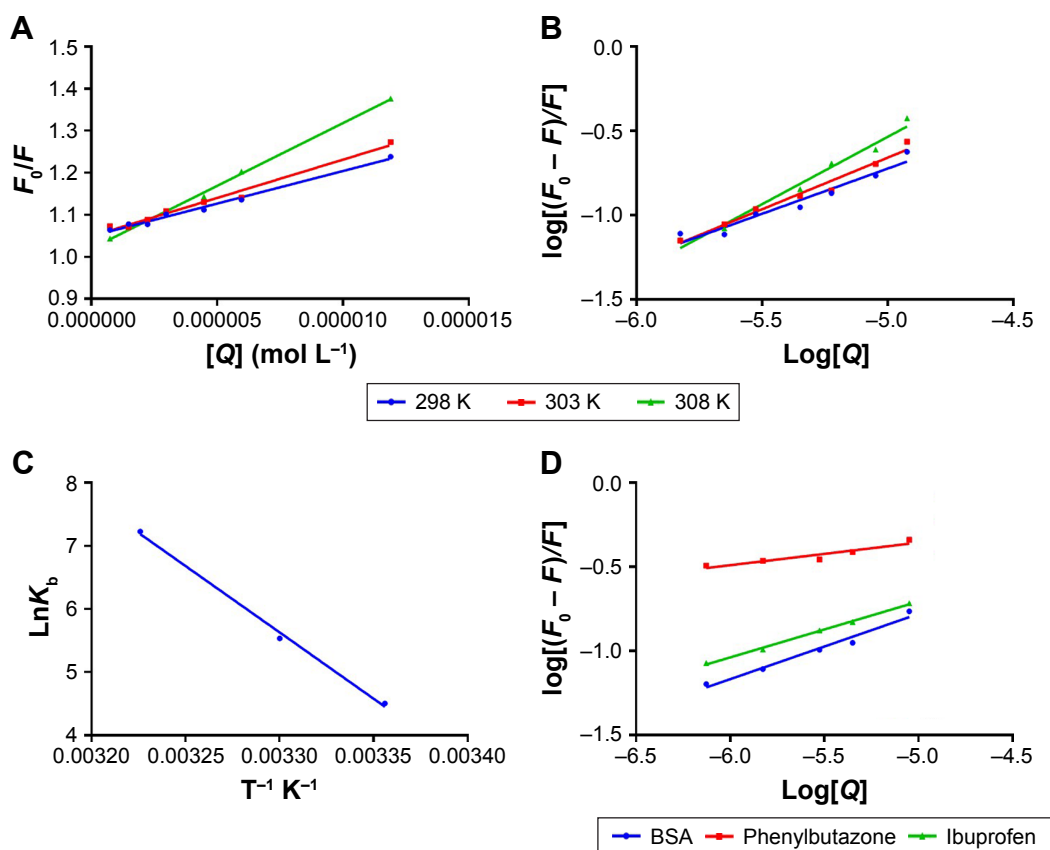 A
F₀/F
1.5
1.4
1.3
1.2
1.1
1.0
0.9
0.000000 0.000005 0.000010 0.000015
[Q] (mol L⁻¹)
B
log[(F₀ – F)/F]
0.0
–0.5
–1.0
–1.5
–6.0 –5.5 –5.0 –4.5
Log[Q]
298 K 303 K 308 K
C
LnK_b
8
7
6
5
4
0.00320 0.00325 0.00330 0.00335 0.00340
T⁻¹ K⁻¹
D
log[(F₀ – F)/F]
0.0
–0.5
–1.0
–1.5
–6.5 –6.0 –5.5 –5.0 –4.5
Log[Q]
BSA Phenylbutazone Ibuprofen